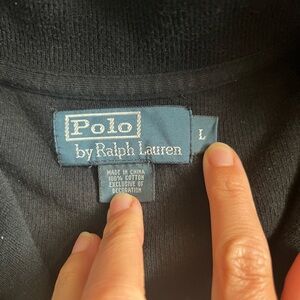 Polo
by Ralph Lauren
L
MADE IN CHINA
100% COTTON
EXCLUSIVE OF
DECORATION